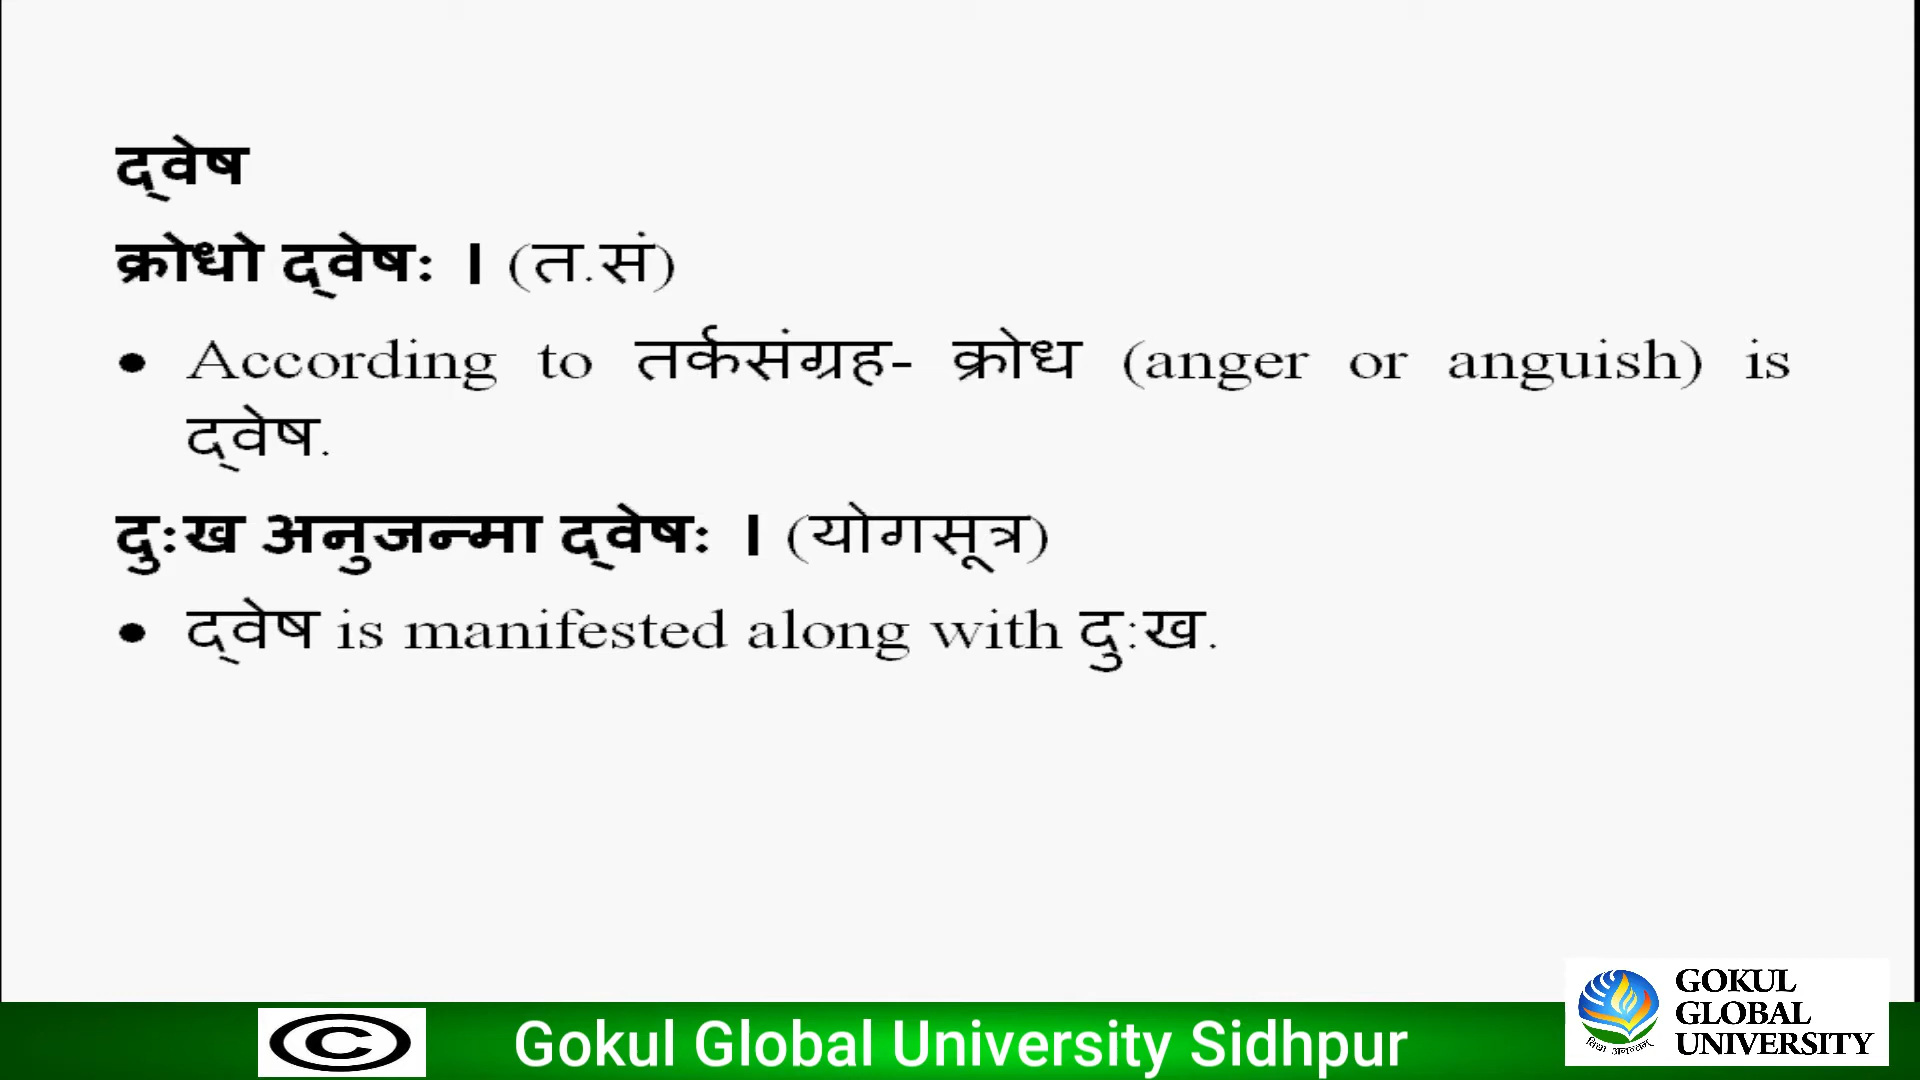 द्वेष
क्रोधो द्वेषः । (त.सं)
• According to तर्कसंग्रह- क्रोध (anger or anguish) is
द्वेष.
दुःख अनुजन्मा द्वेषः । (योगसूत्र)
• द्वेष is manifested along with दुःख.
© Gokul Global University Sidhpur
GOKUL
GLOBAL
UNIVERSITY